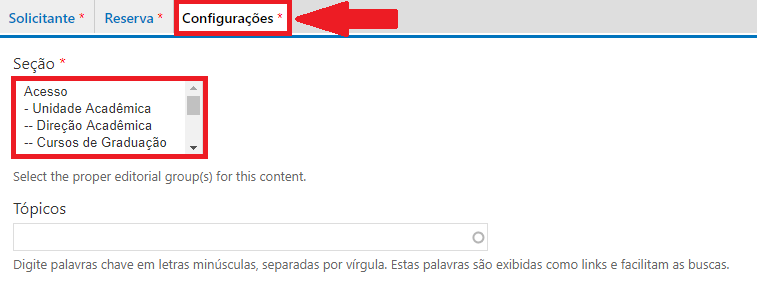 Solicitante * Reserva * Configurações *
Seção *
Acesso
- Unidade Acadêmica
-- Direção Acadêmica
-- Cursos de Graduação
Select the proper editorial group(s) for this content.
Tópicos
Digite palavras chave em letras minúsculas, separadas por vírgula. Estas palavras são exibidas como links e facilitam as buscas.